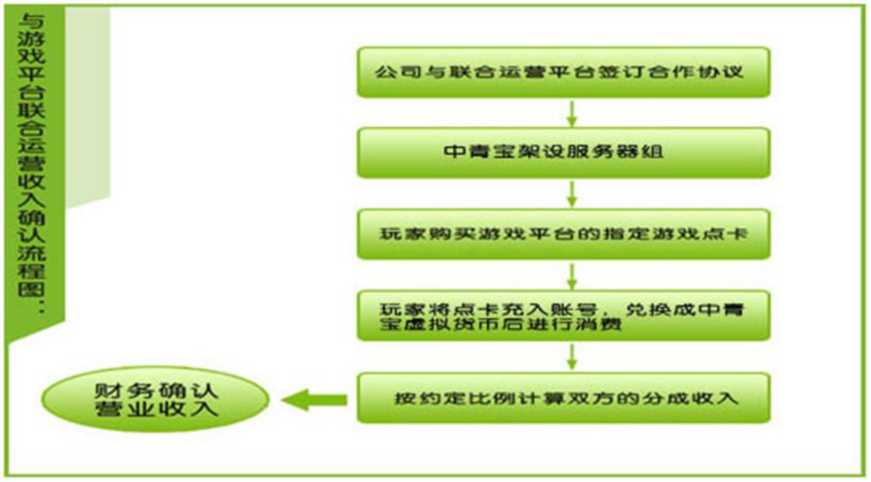 与游戏平台联合运营收入确认流程图：
公司与联合运营平台签订合作协议
中青宝架设服务器组
玩家购买游戏平台的指定游戏点卡
玩家将点卡充入账号，兑换成中青
宝虚拟货币后进行消费
按约定比例计算双方的分成收入
财务确认
营业收入